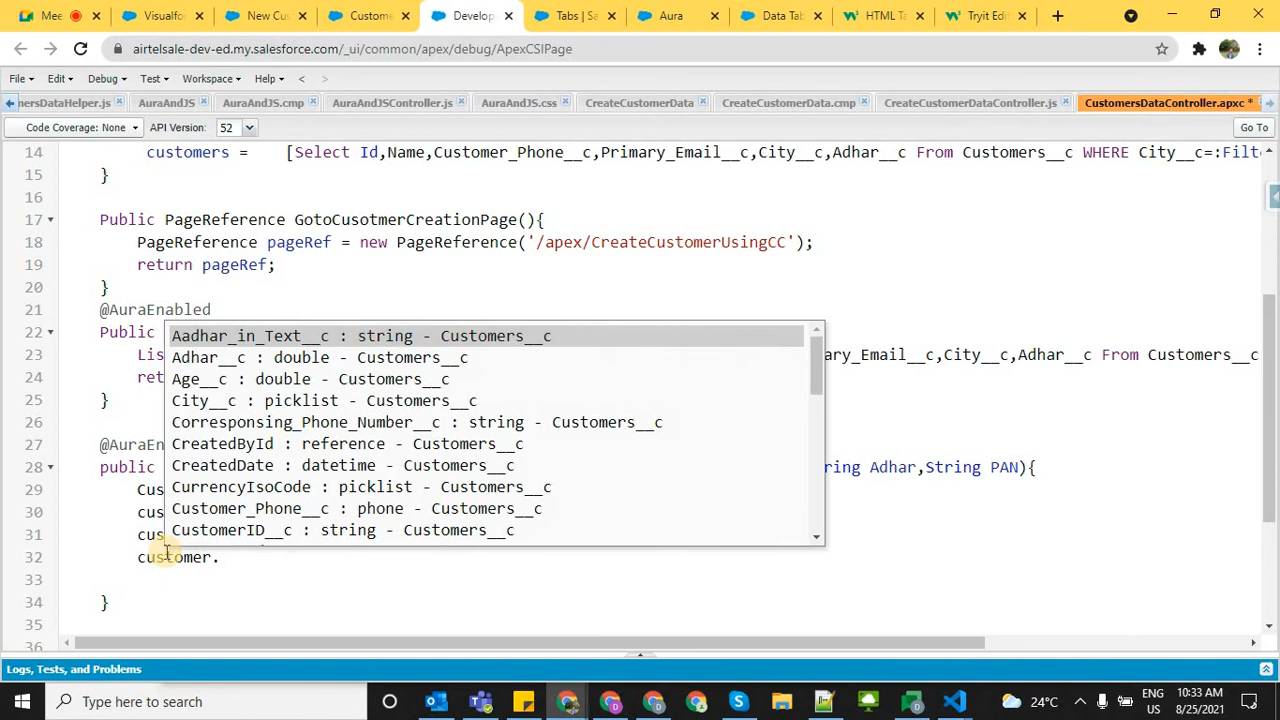 Mee
Visualfo
New Cus
Custome
Develop
Tabs | Sa
Aura
Data Tab
HTML Ta
Tryit Edi
airtelsale-dev-ed.my.salesforce.com/_ui/common/apex/debug/ApexCSIPage
File Edit Debug Test Workspace Help < >
mersDataHelper.js AuraAndJS AuraAndJS.cmp AuraAndJSController.js AuraAndJS.css CreateCustomerData CreateCustomerData.cmp CreateCustomerDataController.js CustomersDataController.apxc *
Code Coverage: None API Version: 52 Go To
14 customers = [Select Id,Name,Customer_Phone__c,Primary_Email__c,City__c,Adhar__c From Customers__c WHERE City__c=:Filt
15 }
16
17 Public PageReference GotoCusotmerCreationPage(){
18 PageReference pageRef = new PageReference('/apex/CreateCustomerUsingCC');
19 return pageRef;
20 }
21 @AuraEnabled
22 Public
23 Lis ary_Email__c,City__c,Adhar__c From Customers__c
24 ret
25 }
26
27 @AuraEn
28 public ring Adhar,String PAN){
29 Cus
30 cus
31 cus
32 customer.
33
34 }
35
36
Aadhar_in_Text__c : string - Customers__c
Adhar__c : double - Customers__c
Age__c : double - Customers__c
City__c : picklist - Customers__c
Corresponsing_Phone_Number__c : string - Customers__c
CreatedById : reference - Customers__c
CreatedDate : datetime - Customers__c
CurrencyIsoCode : picklist - Customers__c
Customer_Phone__c : phone - Customers__c
CustomerID__c : string - Customers__c
Logs, Tests, and Problems
Type here to search
24°C
ENG
US
10:33 AM
8/25/2021